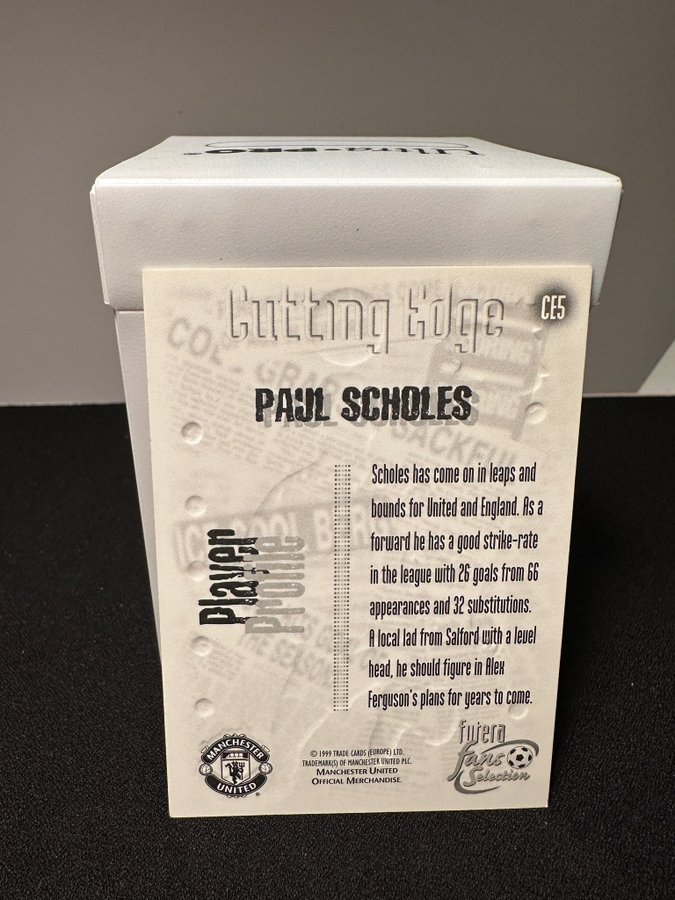 Ultra•PRO®
Cutting Edge
CE5
PAUL SCHOLES
Player
Profile
Scholes has come on in leaps and
bounds for United and England. As a
forward he has a good strike-rate
in the league with 26 goals from 66
appearances and 32 substitutions.
A local lad from Salford with a level
head, he should figure in Alex
Ferguson's plans for years to come.
MANCHESTER
UNITED
®
© 1999 TRADE CARDS (EUROPE) LTD.
TRADEMARK(S) OF MANCHESTER UNITED PLC.
MANCHESTER UNITED
OFFICIAL MERCHANDISE.
futera
fans
Selection